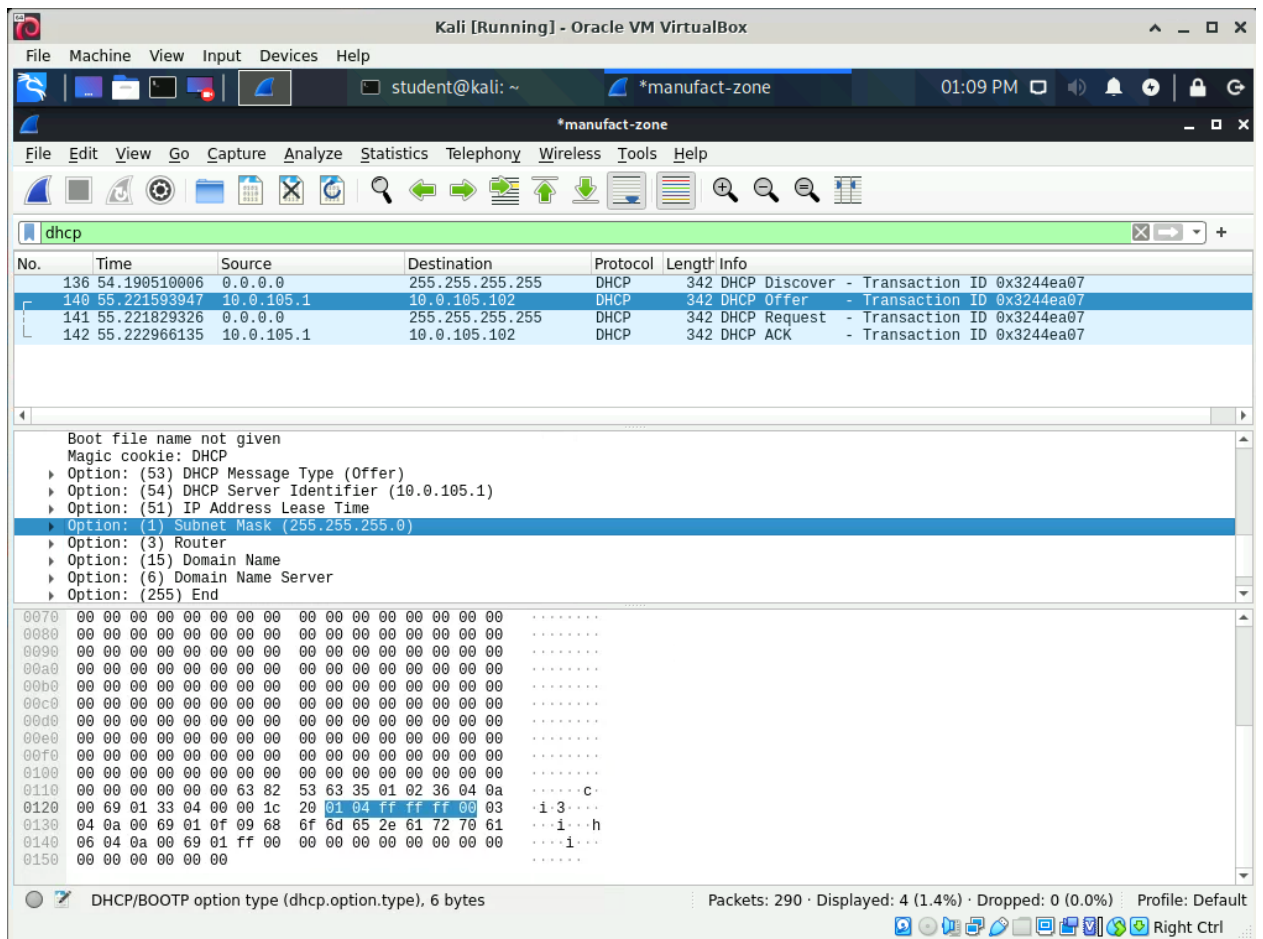 Kali [Running] - Oracle VM VirtualBox
File Machine View Input Devices Help
student@kali: ~ *manufact-zone 01:09 PM
*manufact-zone
File Edit View Go Capture Analyze Statistics Telephony Wireless Tools Help
dhcp
No. Time Source Destination Protocol Length Info
136 54.190510006 0.0.0.0 255.255.255.255 DHCP 342 DHCP Discover - Transaction ID 0x3244ea07
140 55.221593947 10.0.105.1 10.0.105.102 DHCP 342 DHCP Offer - Transaction ID 0x3244ea07
141 55.221829326 0.0.0.0 255.255.255.255 DHCP 342 DHCP Request - Transaction ID 0x3244ea07
142 55.222966135 10.0.105.1 10.0.105.102 DHCP 342 DHCP ACK - Transaction ID 0x3244ea07
Boot file name not given
Magic cookie: DHCP
Option: (53) DHCP Message Type (Offer)
Option: (54) DHCP Server Identifier (10.0.105.1)
Option: (51) IP Address Lease Time
Option: (1) Subnet Mask (255.255.255.0)
Option: (3) Router
Option: (15) Domain Name
Option: (6) Domain Name Server
Option: (255) End
0070 00 00 00 00 00 00 00 00 00 00 00 00 00 00 00 00 ········
0080 00 00 00 00 00 00 00 00 00 00 00 00 00 00 00 00 ········
0090 00 00 00 00 00 00 00 00 00 00 00 00 00 00 00 00 ········
00a0 00 00 00 00 00 00 00 00 00 00 00 00 00 00 00 00 ········
00b0 00 00 00 00 00 00 00 00 00 00 00 00 00 00 00 00 ········
00c0 00 00 00 00 00 00 00 00 00 00 00 00 00 00 00 00 ········
00d0 00 00 00 00 00 00 00 00 00 00 00 00 00 00 00 00 ········
00e0 00 00 00 00 00 00 00 00 00 00 00 00 00 00 00 00 ········
00f0 00 00 00 00 00 00 00 00 00 00 00 00 00 00 00 00 ········
0100 00 00 00 00 00 00 00 00 00 00 00 00 00 00 00 00 ········
0110 00 00 00 00 00 00 63 82 53 63 35 01 02 36 04 0a ······c·
0120 00 69 01 33 04 00 00 1c 20 01 04 ff ff ff 00 03 ·i·3····
0130 04 0a 00 69 01 0f 09 68 6f 6d 65 2e 61 72 70 61 ···i···h
0140 06 04 0a 00 69 01 ff 00 00 00 00 00 00 00 00 00 ····i···
0150 00 00 00 00 00 00 ······
DHCP/BOOTP option type (dhcp.option.type), 6 bytes Packets: 290 · Displayed: 4 (1.4%) · Dropped: 0 (0.0%) Profile: Default
Right Ctrl